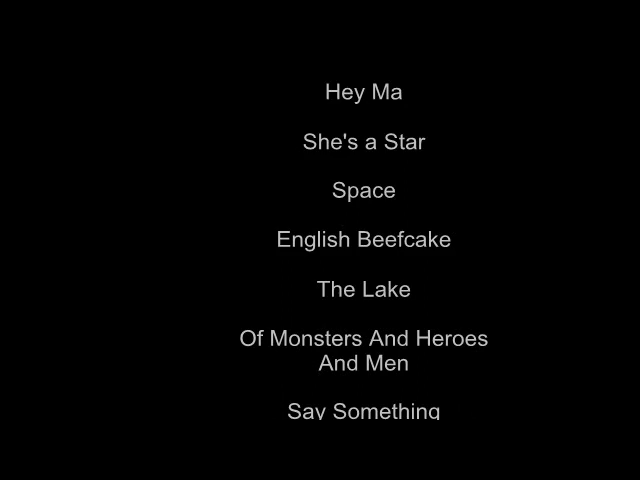 Hey Ma
She's a Star
Space
English Beefcake
The Lake
Of Monsters And Heroes
And Men
Say Something